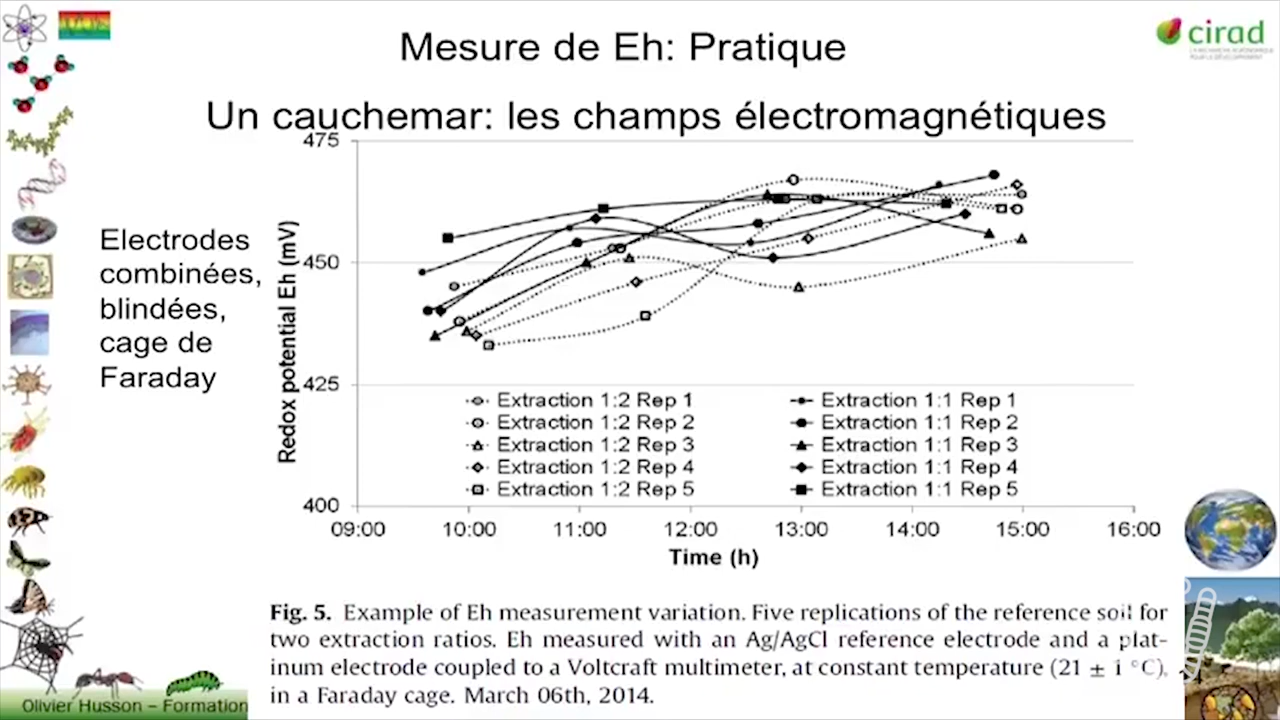 Mesure de Eh: Pratique
cirad
Un cauchemar: les champs électromagnétiques
Electrodes
combinées,
blindées,
cage de
Faraday
Redox potential Eh (mV)
475
450
425
400
Extraction 1:2 Rep 1
Extraction 1:2 Rep 2
Extraction 1:2 Rep 3
Extraction 1:2 Rep 4
Extraction 1:2 Rep 5
Extraction 1:1 Rep 1
Extraction 1:1 Rep 2
Extraction 1:1 Rep 3
Extraction 1:1 Rep 4
Extraction 1:1 Rep 5
09:00 10:00 11:00 12:00 13:00 14:00 15:00 16:00
Time (h)
Fig. 5. Example of Eh measurement variation. Five replications of the reference soil for
two extraction ratios. Eh measured with an Ag/AgCl reference electrode and a plat-
inum electrode coupled to a Voltcraft multimeter, at constant temperature (21 ± 1 °C),
in a Faraday cage. March 06th, 2014.
Olivier Husson – Formation